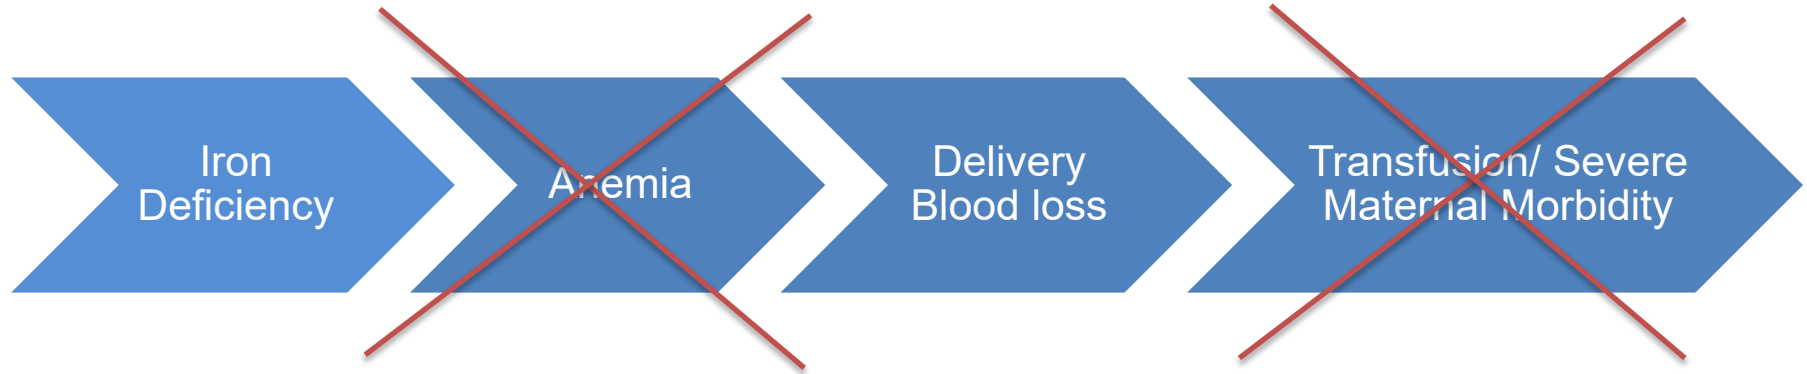 Iron
Deficiency
Anemia
Delivery
Blood loss
Transfusion/ Severe
Maternal Morbidity